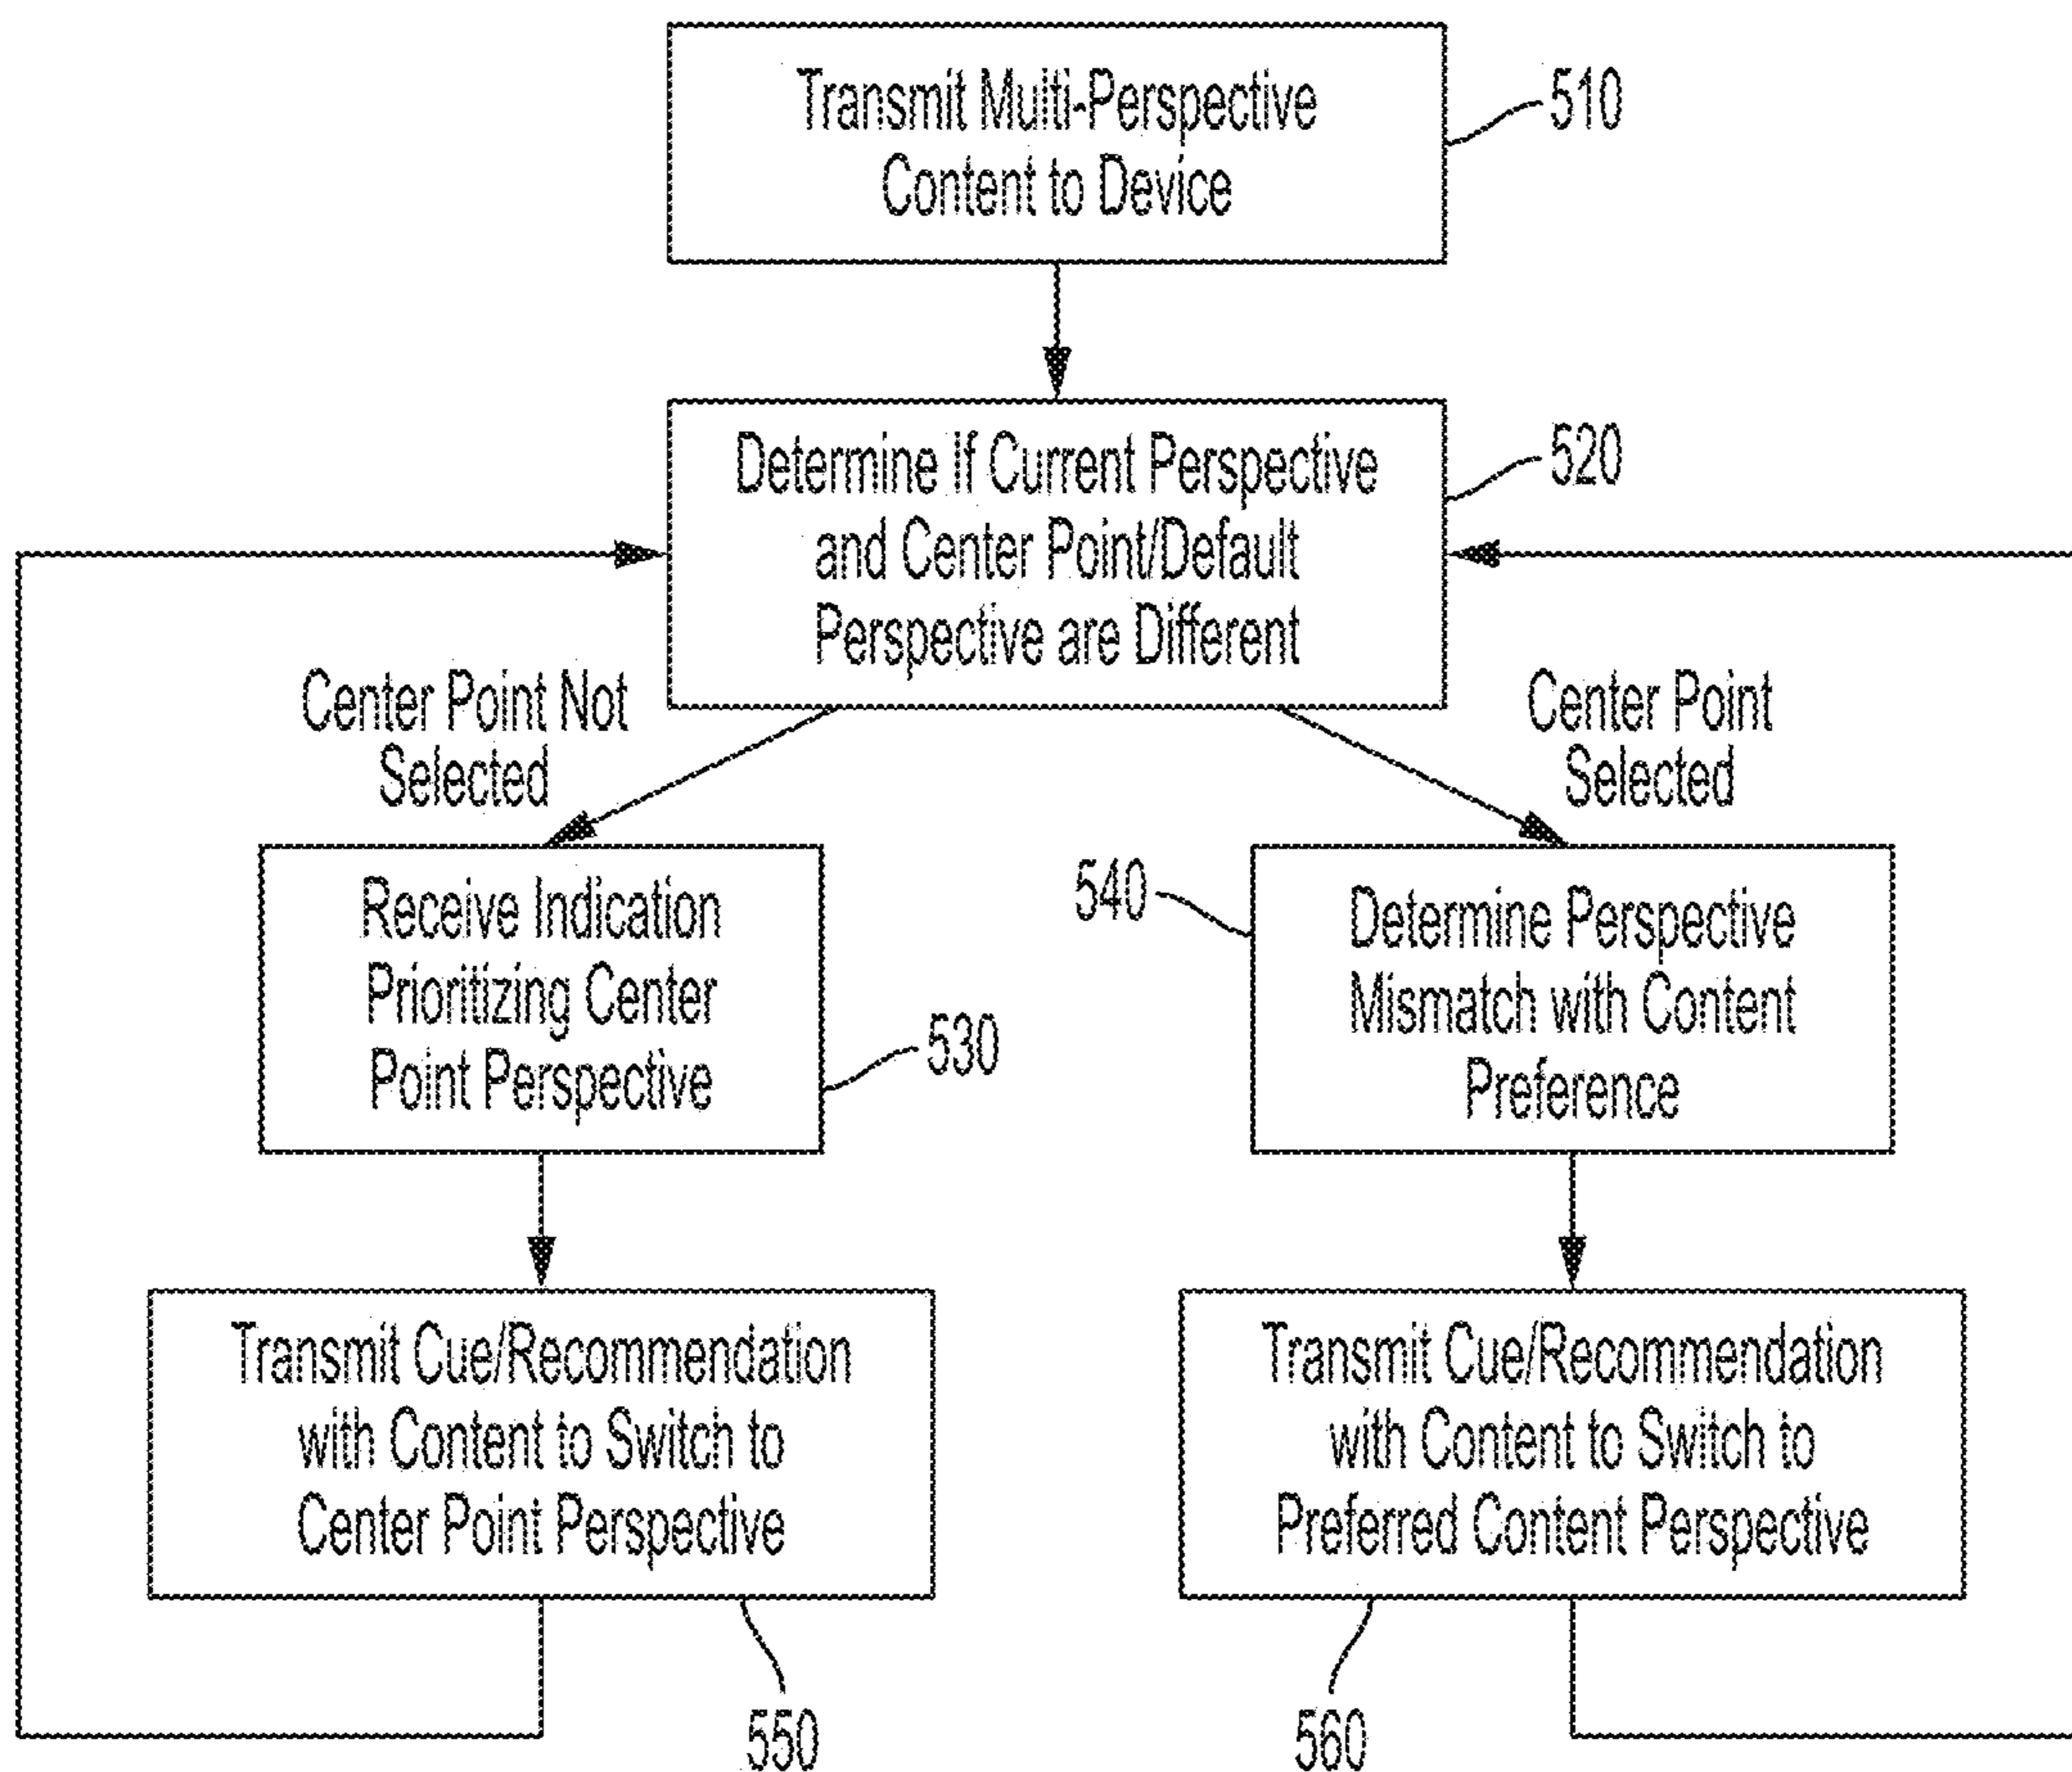 Transmit Multi-Perspective
Content to Device
510
Determine If Current Perspective
and Center Point/Default
Perspective are Different
520
Center Point Not
Selected
Center Point
Selected
Receive Indication
Prioritizing Center
Point Perspective
530
540
Determine Perspective
Mismatch with Content
Preference
Transmit Cue/Recommendation
with Content to Switch to
Center Point Perspective
550
Transmit Cue/Recommendation
with Content to Switch to
Preferred Content Perspective
560